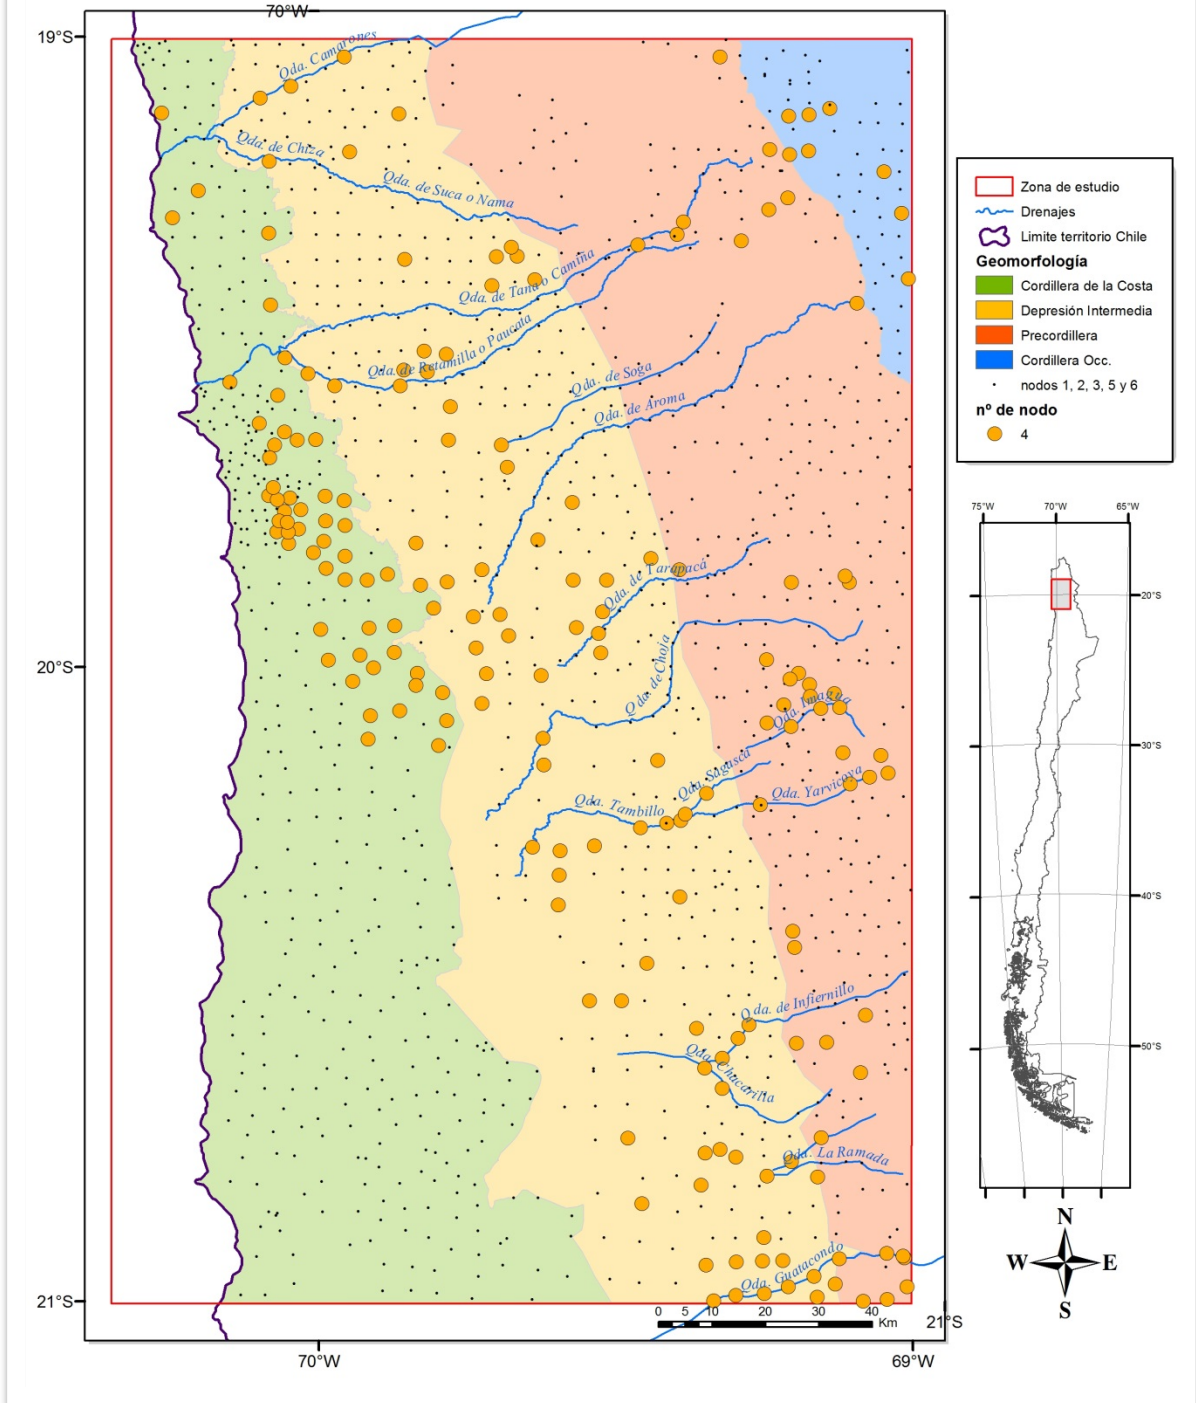 70°W
19°S
Qda. Camarones
Qda. de Chiza
Qda. de Suca o Nama
Qda. de Tana o Camiña
Qda. de Retamilla o Paucata
Qda. de Soga
Qda. de Aroma
Qda. de Tarapacá
Qda. de Choja
20°S
Qda. Imagua
Qda. Sagasca
Qda. Yarvicoya
Qda. Tambillo
Qda. de Infiernillo
Qda. Chacarilla
Qda. La Ramada
Qda. Guatacondo
21°S
0 5 10 20 30 40
Km
21°S
70°W
69°W
Zona de estudio
Drenajes
Limite territorio Chile
Geomorfología
Cordillera de la Costa
Depresión Intermedia
Precordillera
Cordillera Occ.
nodos 1, 2, 3, 5 y 6
nº de nodo
4
75°W 70°W 65°W
20°S
30°S
40°S
50°S
N
W E
S